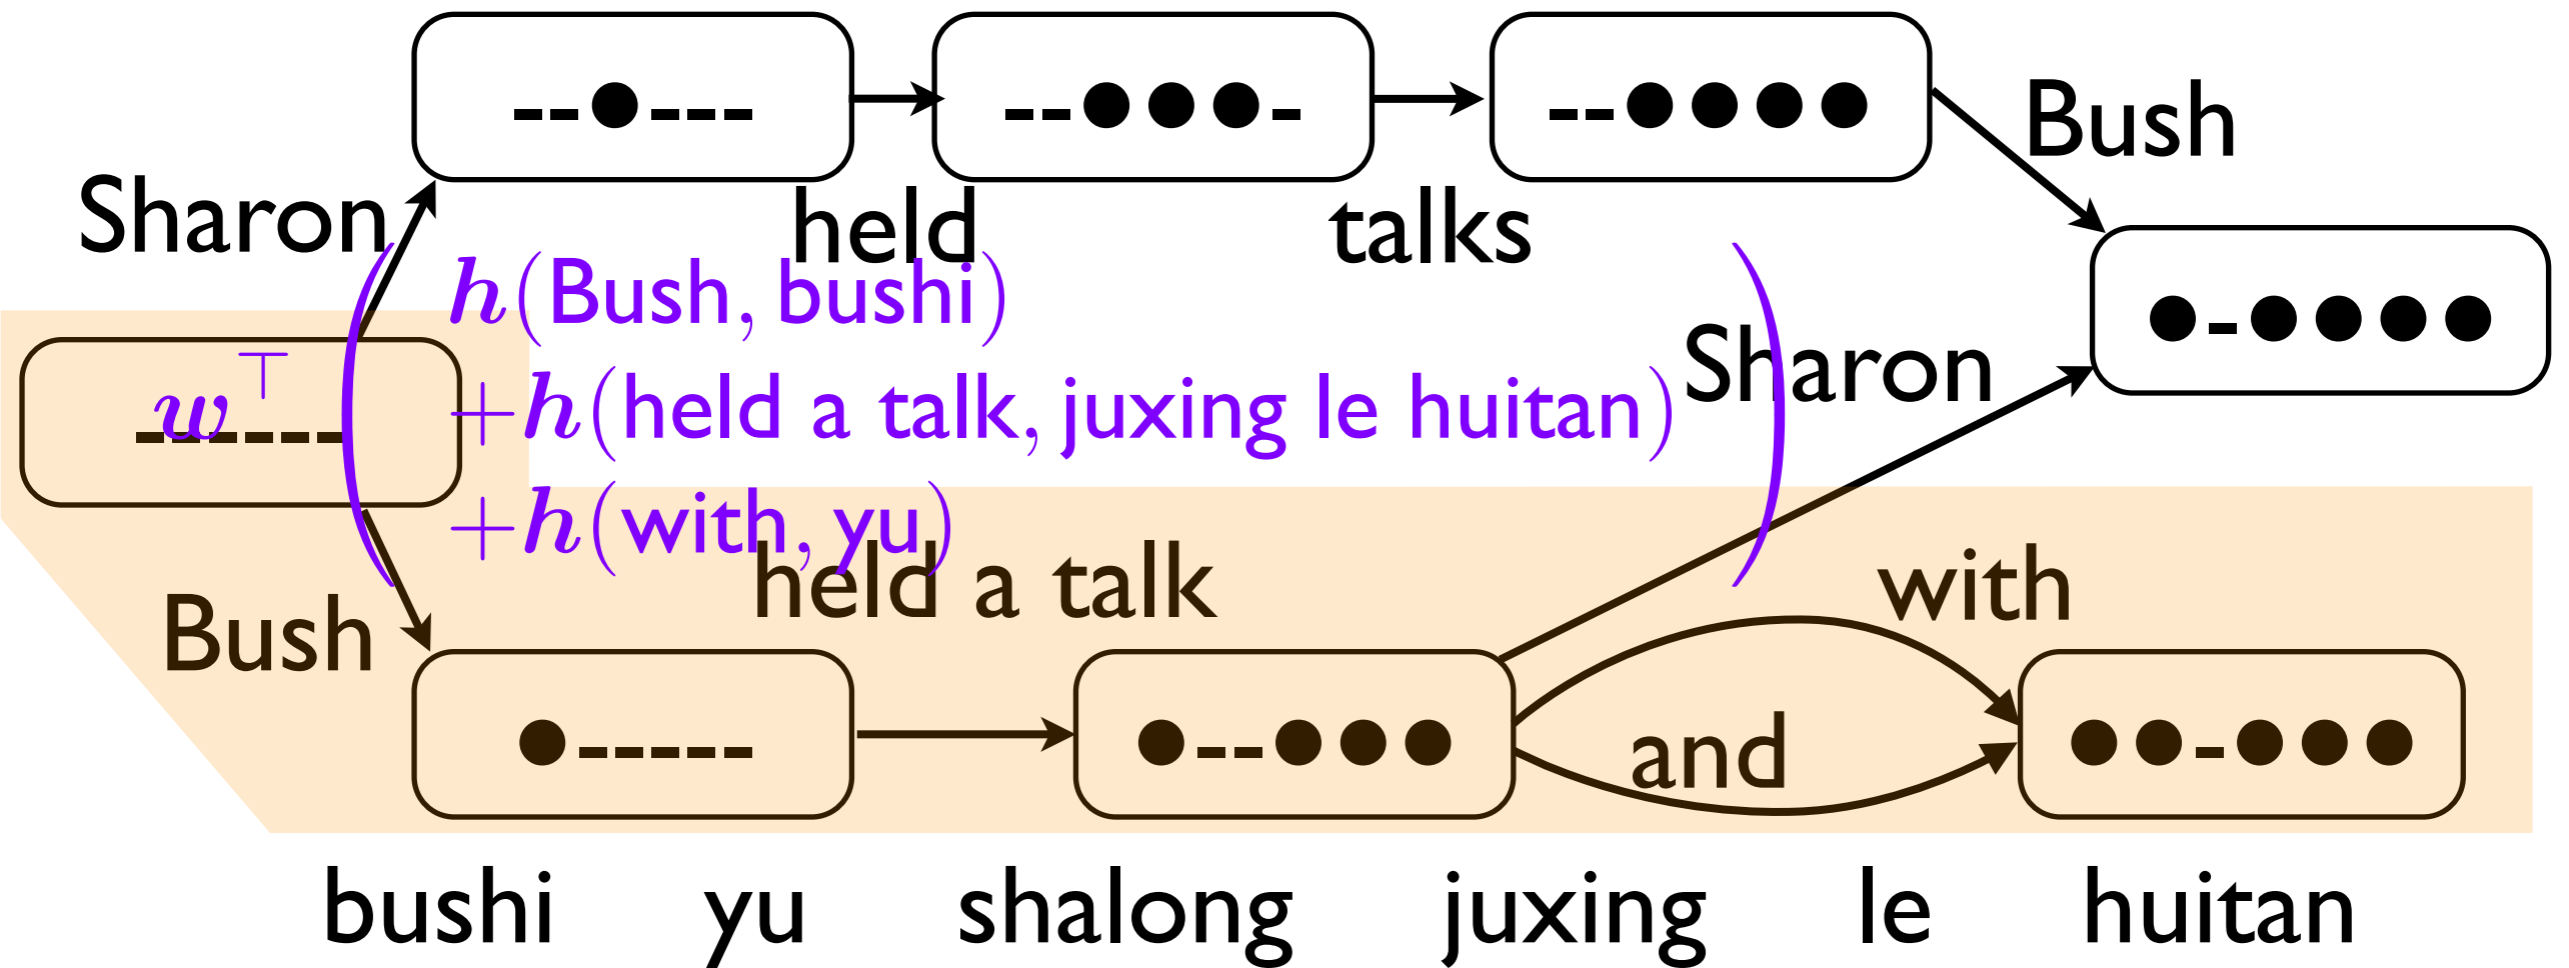 --●---
--●●●-
--●●●●
Bush
Sharon
held
talks
●-●●●●
w⊤
------
(h(Bush, bushi)
+h(held a talk, juxing le huitan)
+h(with, yu))
Sharon
held a talk
with
Bush
●-----
●--●●●
and
●●-●●●
bushi yu shalong juxing le huitan